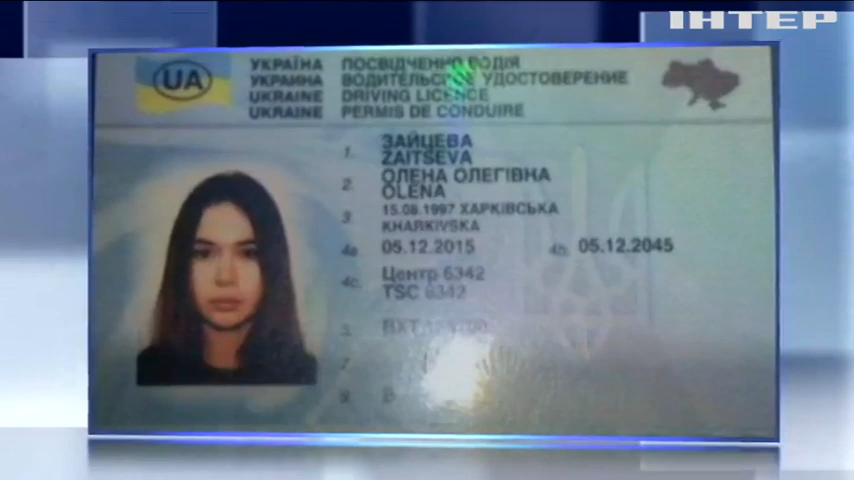 ІНТЕР
UA
УКРАЇНА ПОСВІДЧЕННЯ ВОДІЯ
УКРАИНА ВОДИТЕЛЬСКОЕ УДОСТОВЕРЕНИЕ
UKRAINE DRIVING LICENCE
UKRAINE PERMIS DE CONDUIRE
1. ЗАЙЦЕВА
ZAITSEVA
2. ОЛЕНА ОЛЕГІВНА
OLENA
3 15.08.1997 ХАРКІВСЬКА
KHARKIVSKA
4a 05.12.2015 4b. 05.12.2045
4c. Центр 6342
TSC 6342
5.
7
9. B